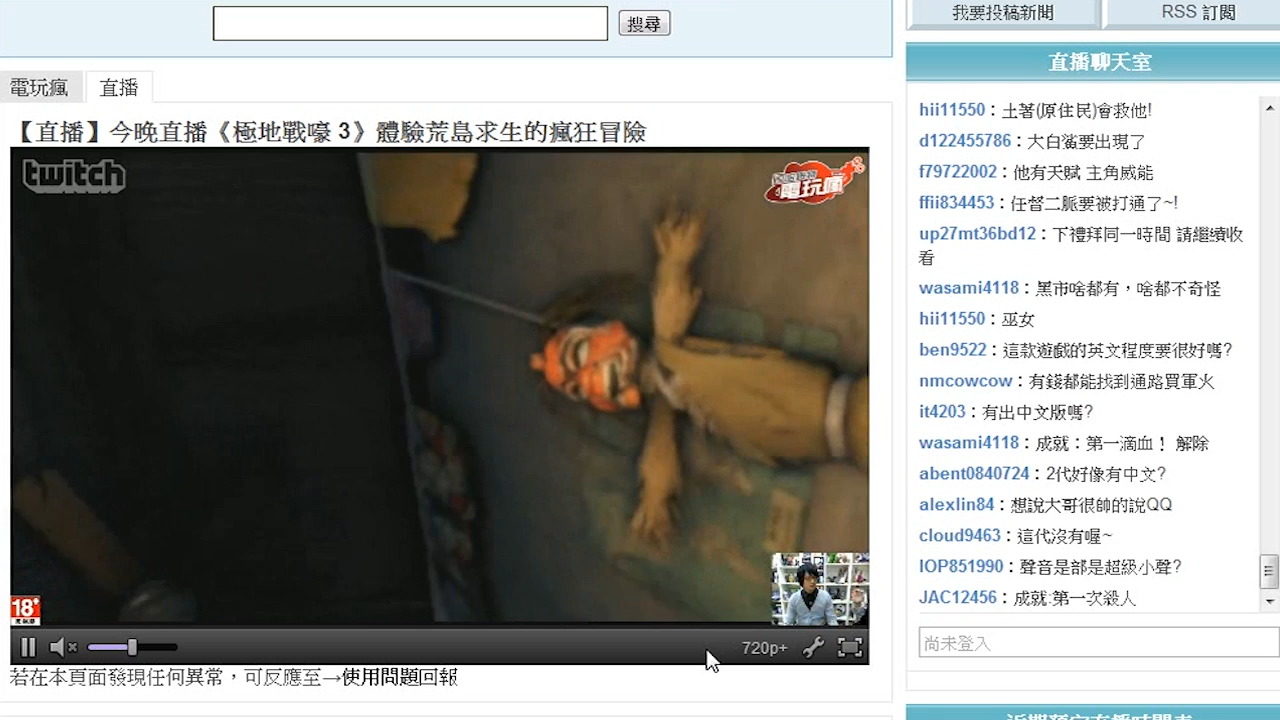 搜尋
我要投稿新聞
RSS 訂閱
電玩瘋
直播
【直播】今晚直播《極地戰嚎 3》體驗荒島求生的瘋狂冒險
twitch
電玩瘋
18+
720p+
若在本頁面發現任何異常，可反應至→使用問題回報
直播聊天室
hii11550：土著(原住民)會救他!
d122455786：大白鯊要出現了
f79722002：他有天賦 主角威能
ffii834453：任督二脈要被打通了~!
up27mt36bd12：下禮拜同一時間 請繼續收
看
wasami4118：黑市啥都有，啥都不奇怪
hii11550：巫女
ben9522：這款遊戲的英文程度要很好嗎?
nmcowcow：有錢都能找到通路買軍火
it4203：有出中文版嗎?
wasami4118：成就：第一滴血！ 解除
abent0840724：2代好像有中文?
alexlin84：想說大哥很帥的說QQ
cloud9463：這代沒有喔~
IOP851990：聲音是部是超級小聲?
JAC12456：成就:第一次殺人
尚未登入